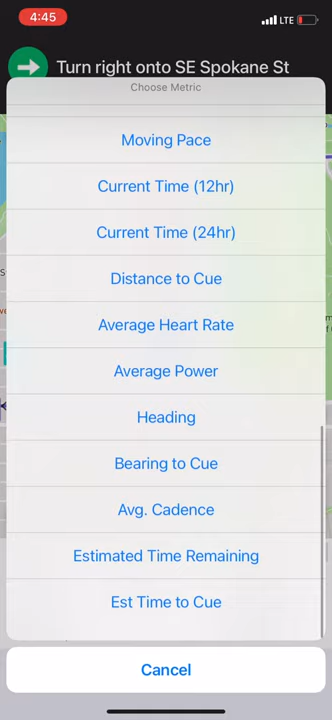 4:45
LTE
Turn right onto SE Spokane St
Choose Metric
Moving Pace
Current Time (12hr)
Current Time (24hr)
Distance to Cue
Average Heart Rate
Average Power
Heading
Bearing to Cue
Avg. Cadence
Estimated Time Remaining
Est Time to Cue
Cancel